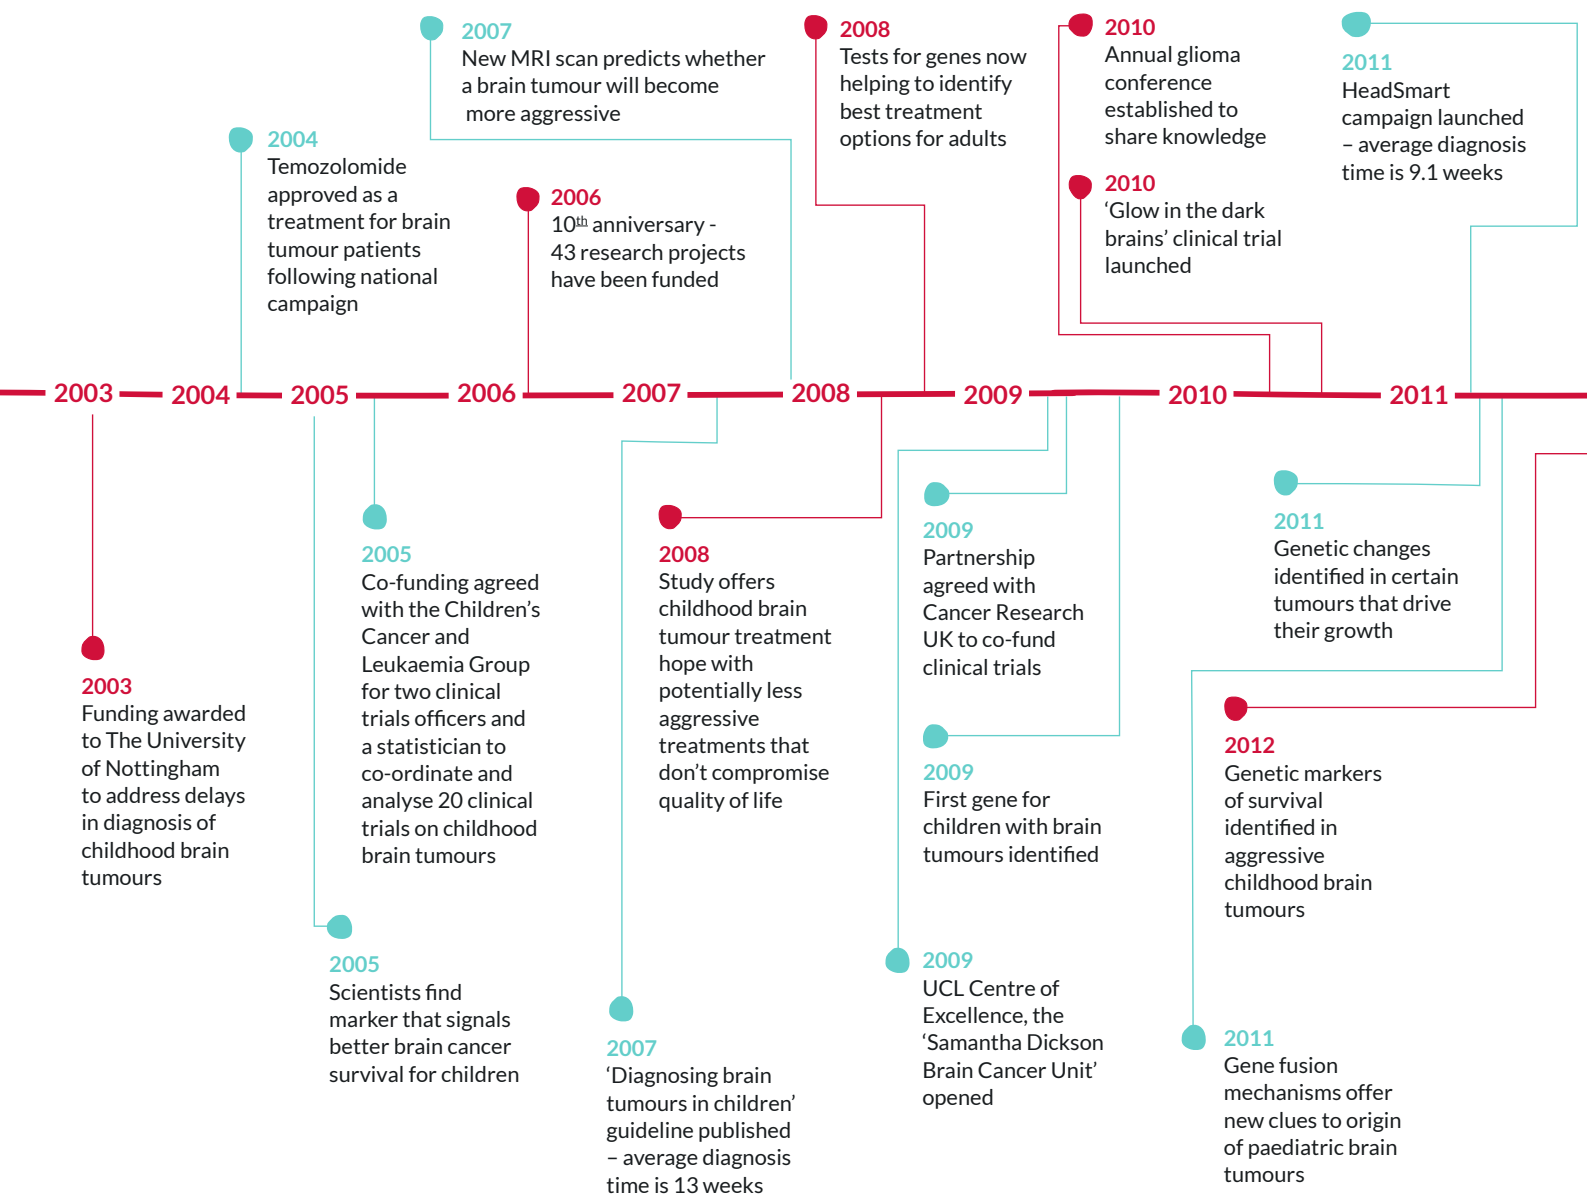 2007
New MRI scan predicts whether
a brain tumour will become
more aggressive
2008
Tests for genes now
helping to identify
best treatment
options for adults
2010
Annual glioma
conference
established to
share knowledge
2011
HeadSmart
campaign launched
– average diagnosis
time is 9.1 weeks
2004
Temozolomide
approved as a
treatment for brain
tumour patients
following national
campaign
2006
10th anniversary -
43 research projects
have been funded
2010
‘Glow in the dark
brains’ clinical trial
launched
2003 2004 2005 2006 2007 2008 2009 2010 2011
2003
Funding awarded
to The University
of Nottingham
to address delays
in diagnosis of
childhood brain
tumours
2005
Co-funding agreed
with the Children’s
Cancer and
Leukaemia Group
for two clinical
trials officers and
a statistician to
co-ordinate and
analyse 20 clinical
trials on childhood
brain tumours
2005
Scientists find
marker that signals
better brain cancer
survival for children
2007
‘Diagnosing brain
tumours in children’
guideline published
– average diagnosis
time is 13 weeks
2008
Study offers
childhood brain
tumour treatment
hope with
potentially less
aggressive
treatments that
don’t compromise
quality of life
2009
Partnership
agreed with
Cancer Research
UK to co-fund
clinical trials
2009
First gene for
children with brain
tumours identified
2009
UCL Centre of
Excellence, the
‘Samantha Dickson
Brain Cancer Unit’
opened
2011
Genetic changes
identified in certain
tumours that drive
their growth
2012
Genetic markers
of survival
identified in
aggressive
childhood brain
tumours
2011
Gene fusion
mechanisms offer
new clues to origin
of paediatric brain
tumours